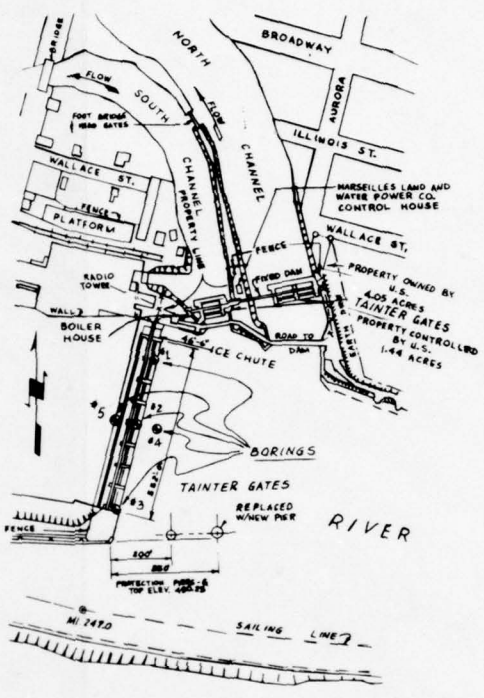 BRIDGE
NORTH
BROADWAY
FLOW
SOUTH
FLOW
AURORA
FOOT BRIDGE
HEAD GATES
ILLINOIS ST.
CHANNEL
CHANNEL
WALLACE ST.
PROPERTY LINE
MARSEILLES LAND AND
WATER POWER CO.
CONTROL HOUSE
FENCE
PLATFORM
FENCE
WALLACE ST.
RADIO
TOWER
FIXED DAM
PROPERTY OWNED BY
U.S.
4.05 ACRES
TAINTER GATES
PROPERTY CONTROLLED
BY U.S.
1.44 ACRES
EARTH
WALL
BOILER
HOUSE
ROAD TO
DAM
46'-6"
ICE CHUTE
#1
#2
#5
#4
BORINGS
TAINTER GATES
#3
REPLACED
W/NEW PIER
RIVER
FENCE
200'
PROTECTION PIERS-6
MI. 247.0
SAILING LINE